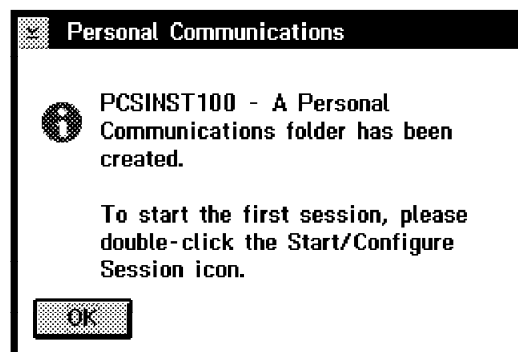 Personal Communications
PCSINST100 - A Personal
Communications folder has been
created.
To start the first session, please
double-click the Start/Configure
Session icon.
OK